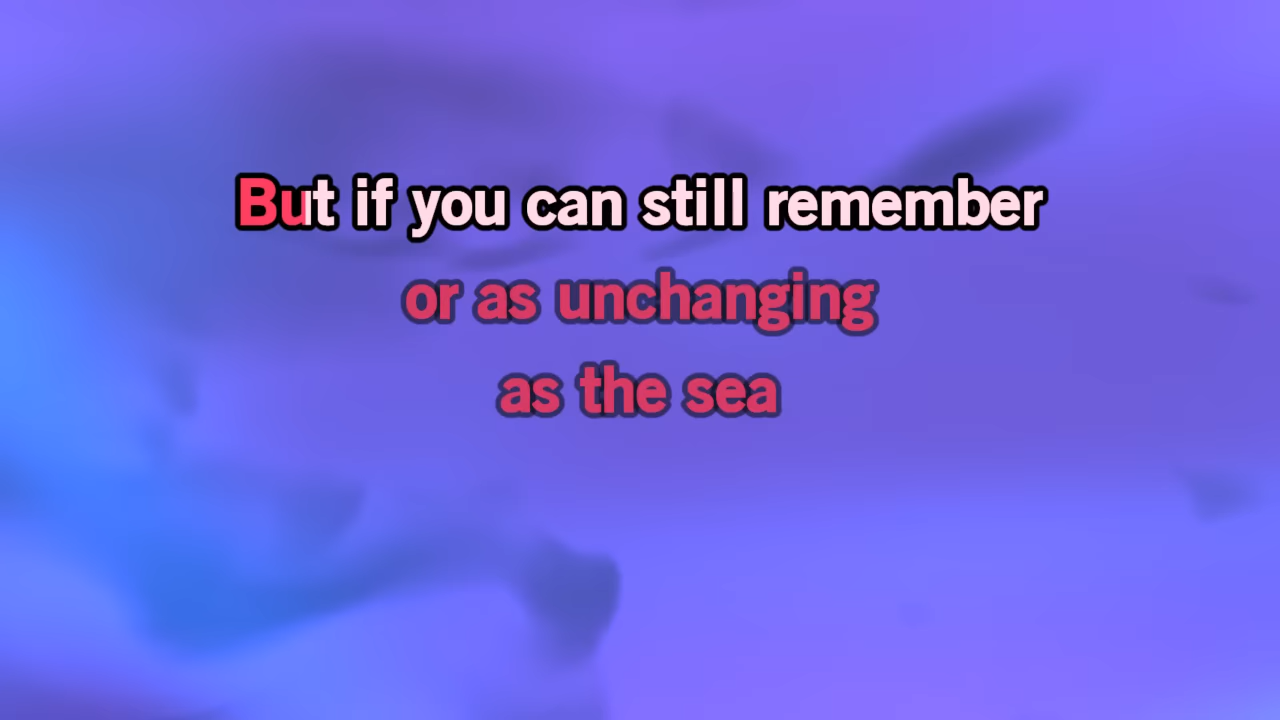 But if you can still remember
or as unchanging
as the sea